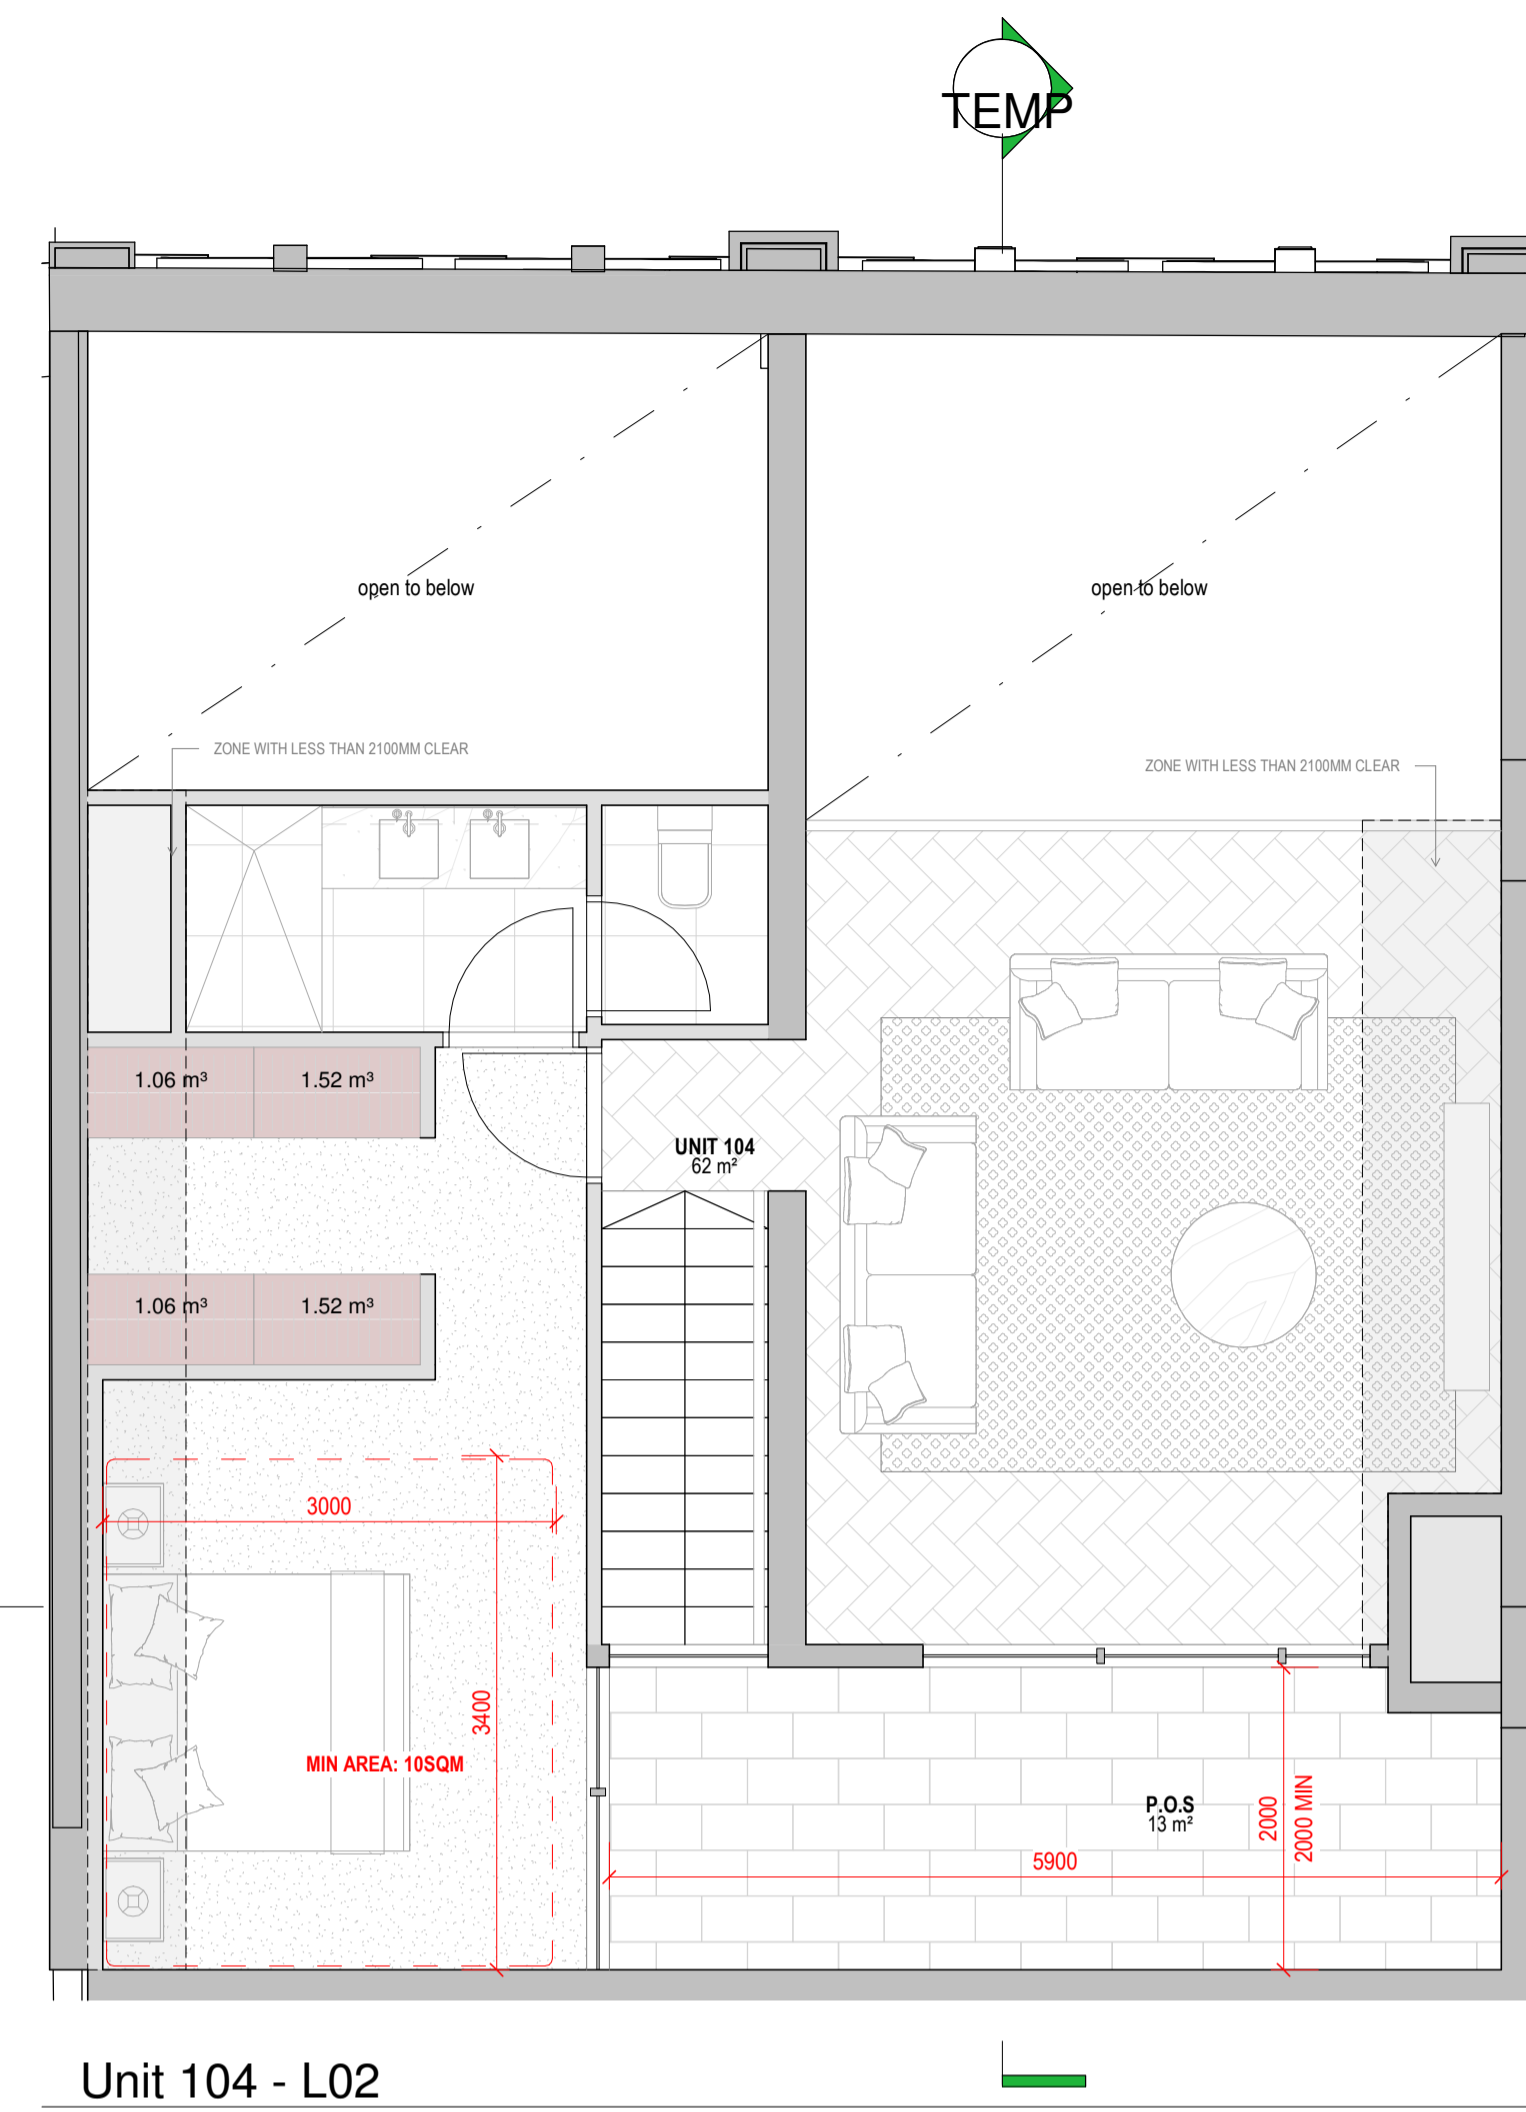 TEMP
open to below
open to below
ZONE WITH LESS THAN 2100MM CLEAR
ZONE WITH LESS THAN 2100MM CLEAR
1.06 m³
1.52 m³
UNIT 104
62 m²
1.06 m³
1.52 m³
3000
3400
MIN AREA: 10SQM
P.O.S
13 m²
2000
2000 MIN
5900
Unit 104 - L02